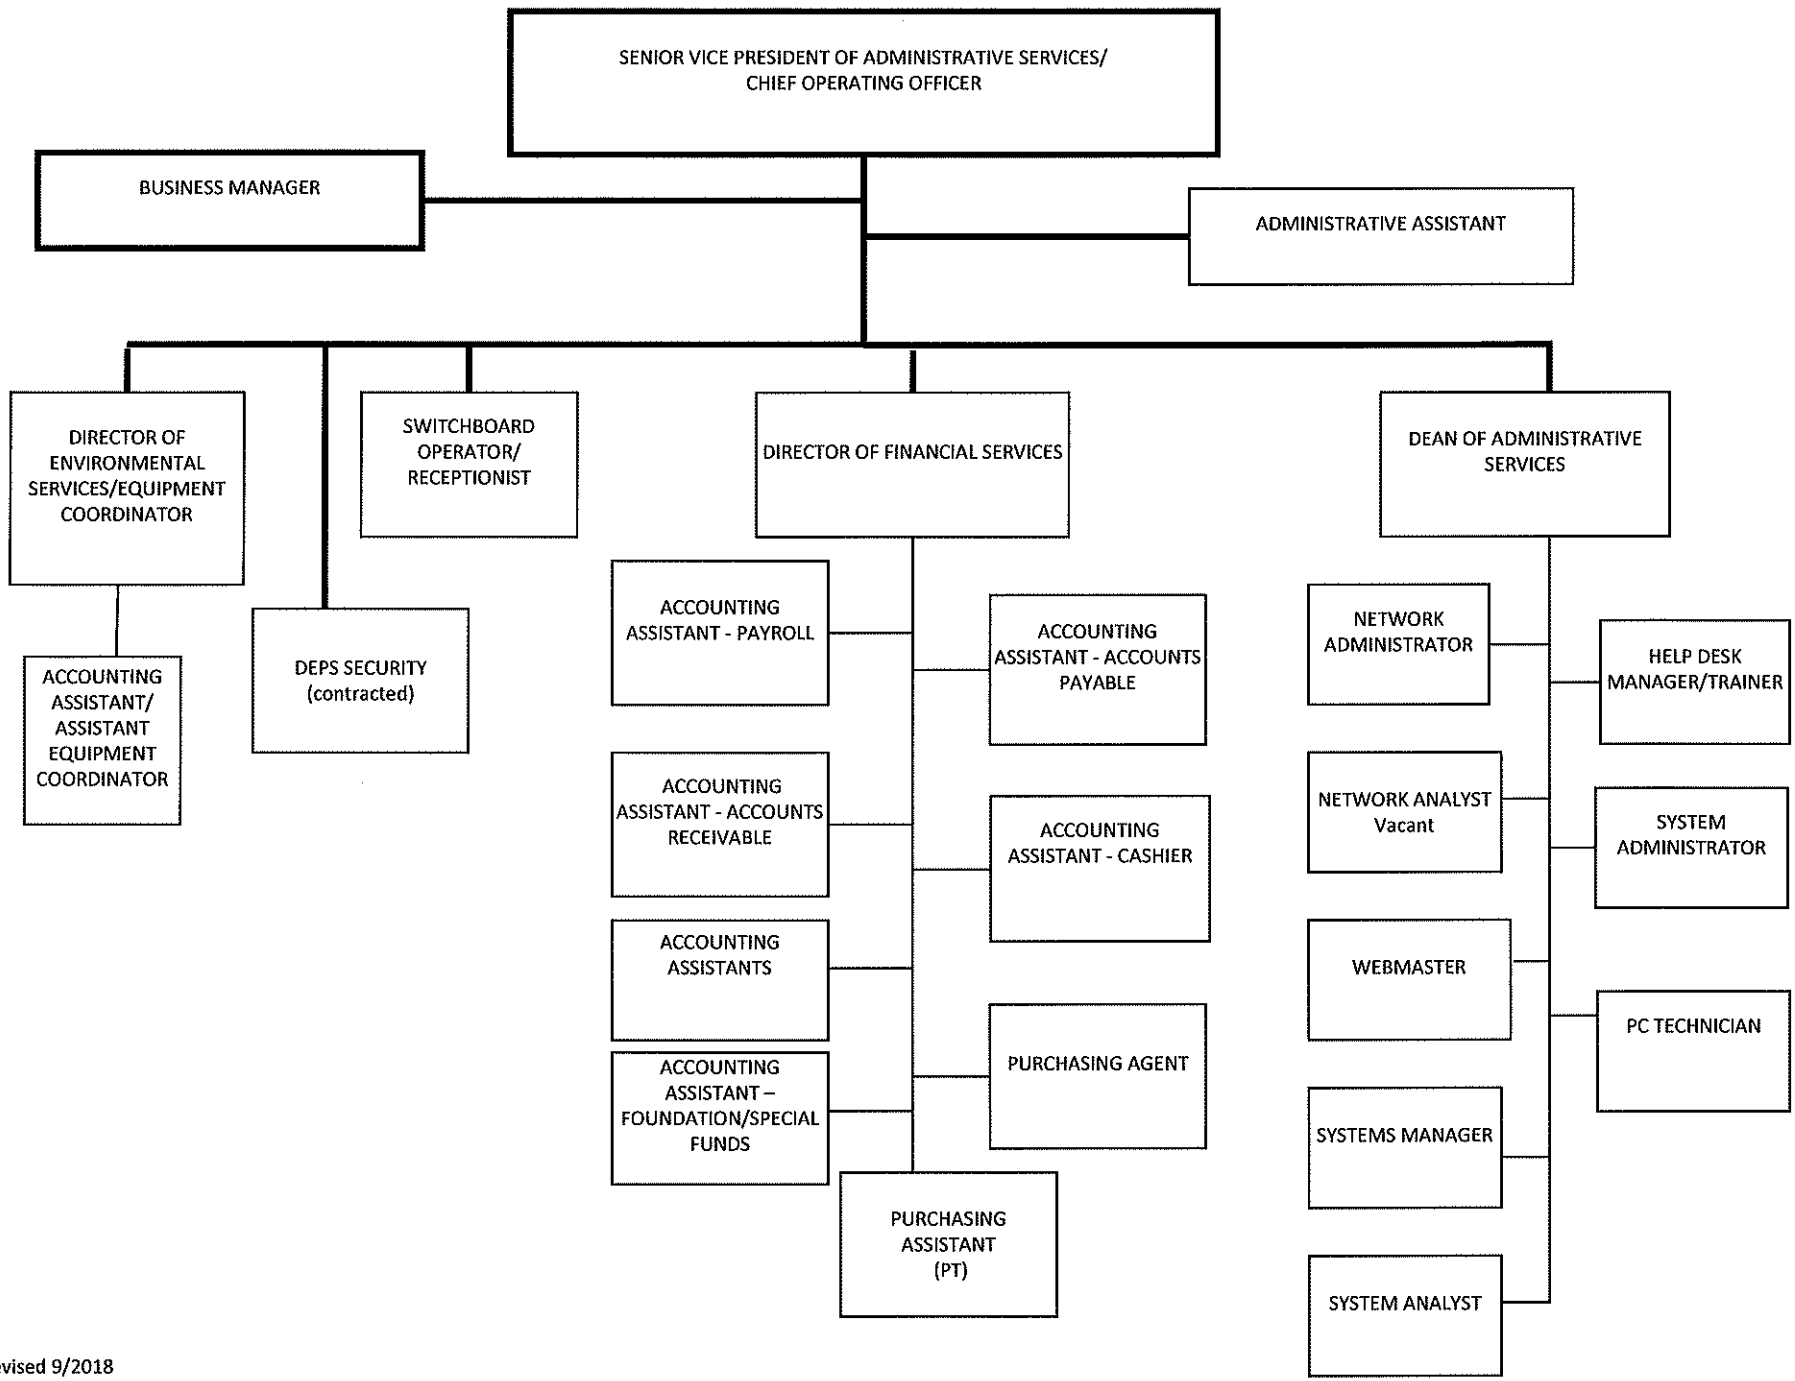 SENIOR VICE PRESIDENT OF ADMINISTRATIVE SERVICES/
CHIEF OPERATING OFFICER
BUSINESS MANAGER
ADMINISTRATIVE ASSISTANT
DIRECTOR OF
ENVIRONMENTAL
SERVICES/EQUIPMENT
COORDINATOR
SWITCHBOARD
OPERATOR/
RECEPTIONIST
DIRECTOR OF FINANCIAL SERVICES
DEAN OF ADMINISTRATIVE
SERVICES
ACCOUNTING
ASSISTANT/
ASSISTANT
EQUIPMENT
COORDINATOR
DEPS SECURITY
(contracted)
ACCOUNTING
ASSISTANT - PAYROLL
ACCOUNTING
ASSISTANT - ACCOUNTS
PAYABLE
ACCOUNTING
ASSISTANT - ACCOUNTS
RECEIVABLE
ACCOUNTING
ASSISTANT - CASHIER
ACCOUNTING
ASSISTANTS
PURCHASING AGENT
ACCOUNTING
ASSISTANT –
FOUNDATION/SPECIAL
FUNDS
PURCHASING
ASSISTANT
(PT)
NETWORK
ADMINISTRATOR
HELP DESK
MANAGER/TRAINER
NETWORK ANALYST
Vacant
SYSTEM
ADMINISTRATOR
WEBMASTER
PC TECHNICIAN
SYSTEMS MANAGER
SYSTEM ANALYST
evised 9/2018